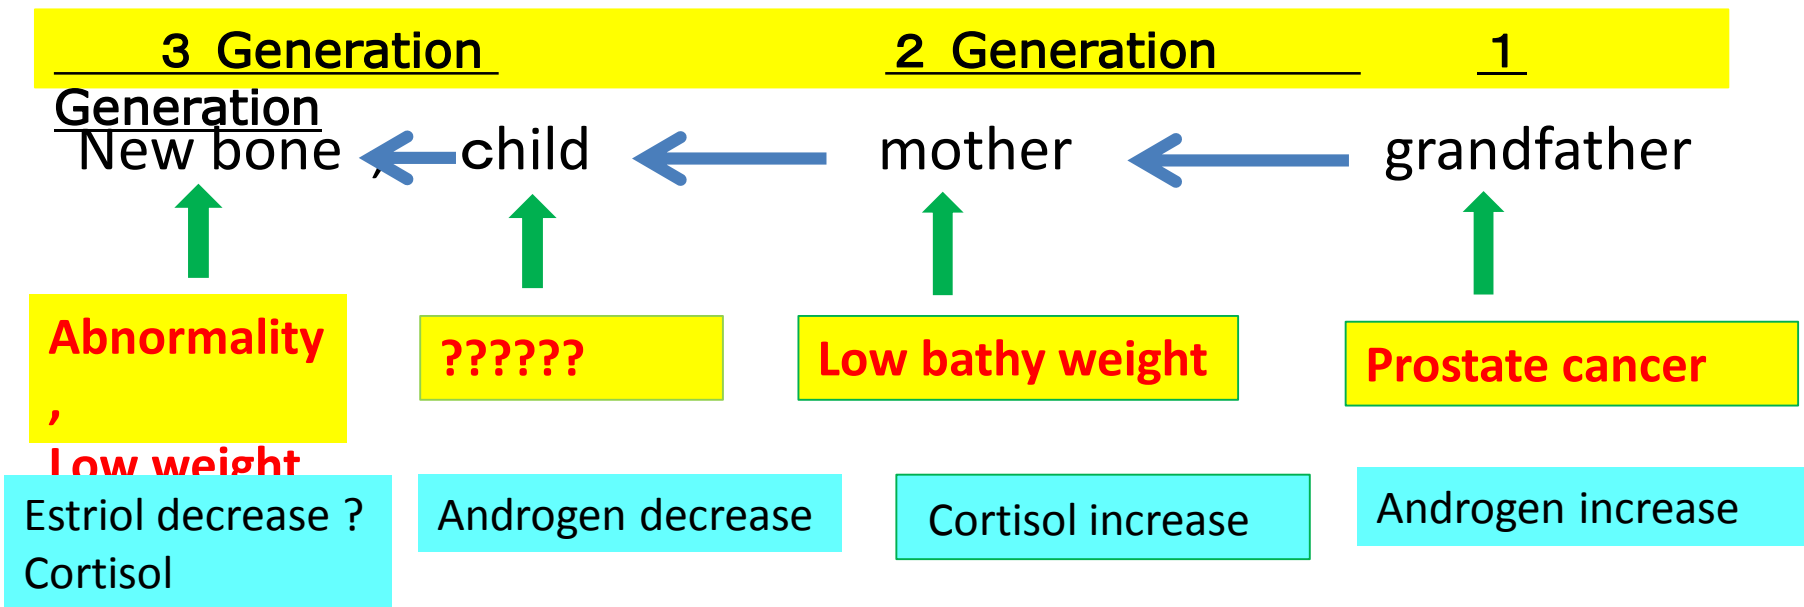 3 Generation 2 Generation 1
Generation
New bone , child mother grandfather
Abnormality
,
Low weight
?????? Low bathy weight Prostate cancer
Estriol decrease ?
Cortisol
Androgen decrease Cortisol increase Androgen increase